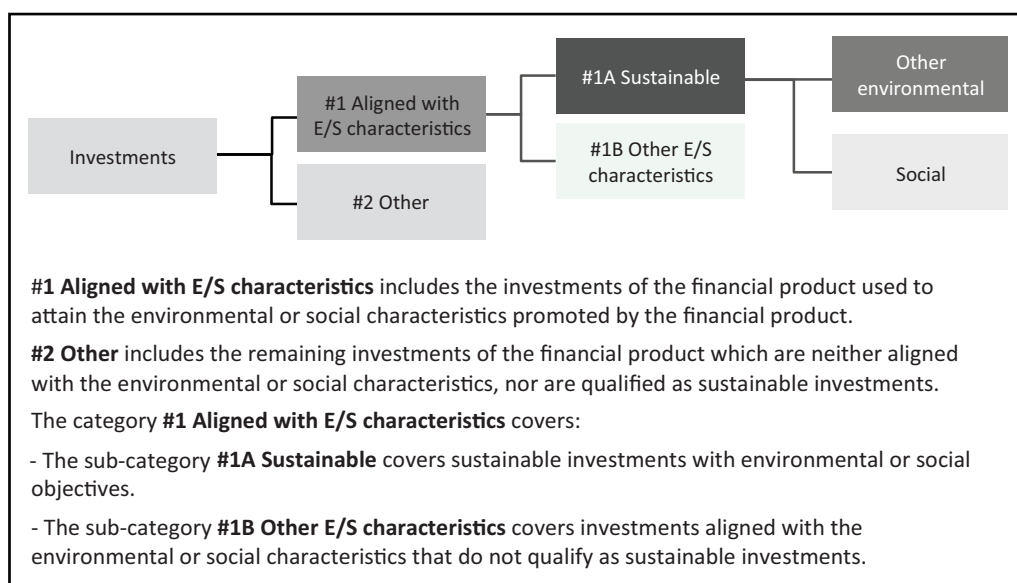 Investments
#1 Aligned with
E/S characteristics
#2 Other
#1A Sustainable
#1B Other E/S
characteristics
Other
environmental
Social
#1 Aligned with E/S characteristics includes the investments of the financial product used to
attain the environmental or social characteristics promoted by the financial product.
#2 Other includes the remaining investments of the financial product which are neither aligned
with the environmental or social characteristics, nor are qualified as sustainable investments.
The category #1 Aligned with E/S characteristics covers:
- The sub-category #1A Sustainable covers sustainable investments with environmental or social
objectives.
- The sub-category #1B Other E/S characteristics covers investments aligned with the
environmental or social characteristics that do not qualify as sustainable investments.